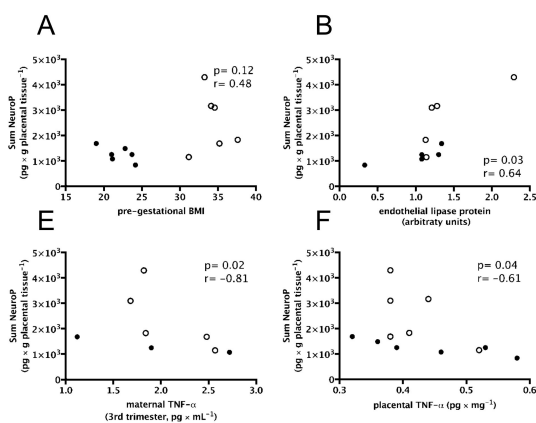 A
Sum NeuroP
(pg × g placental tissue⁻¹)
5×10³
4×10³
3×10³
2×10³
1×10³
0
p= 0.12
r= 0.48
15 20 25 30 35 40
pre-gestational BMI
B
Sum NeuroP
(pg × g placental tissue⁻¹)
5×10³
4×10³
3×10³
2×10³
1×10³
0
p= 0.03
r= 0.64
0.0 0.5 1.0 1.5 2.0 2.5
endothelial lipase protein
(arbitraty units)
E
Sum NeuroP
(pg × g placental tissue⁻¹)
5×10³
4×10³
3×10³
2×10³
1×10³
0
p= 0.02
r= −0.81
1.0 1.5 2.0 2.5 3.0
maternal TNF-α
(3rd trimester, pg × mL⁻¹)
F
Sum NeuroP
(pg × g placental tissue⁻¹)
5×10³
4×10³
3×10³
2×10³
1×10³
0
p= 0.04
r= −0.61
0.3 0.4 0.5 0.6
placental TNF-α (pg × mg⁻¹)